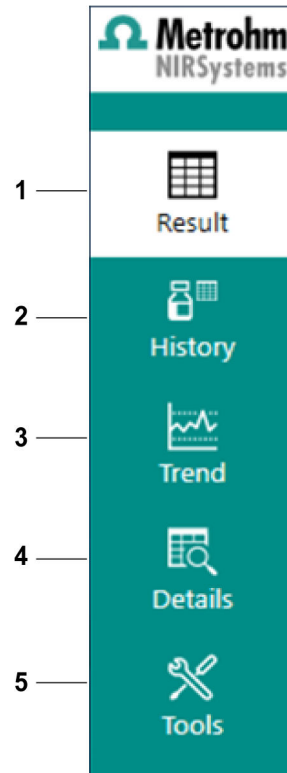 Metrohm
NIRSystems
1
Result
2
History
3
Trend
4
Details
5
Tools